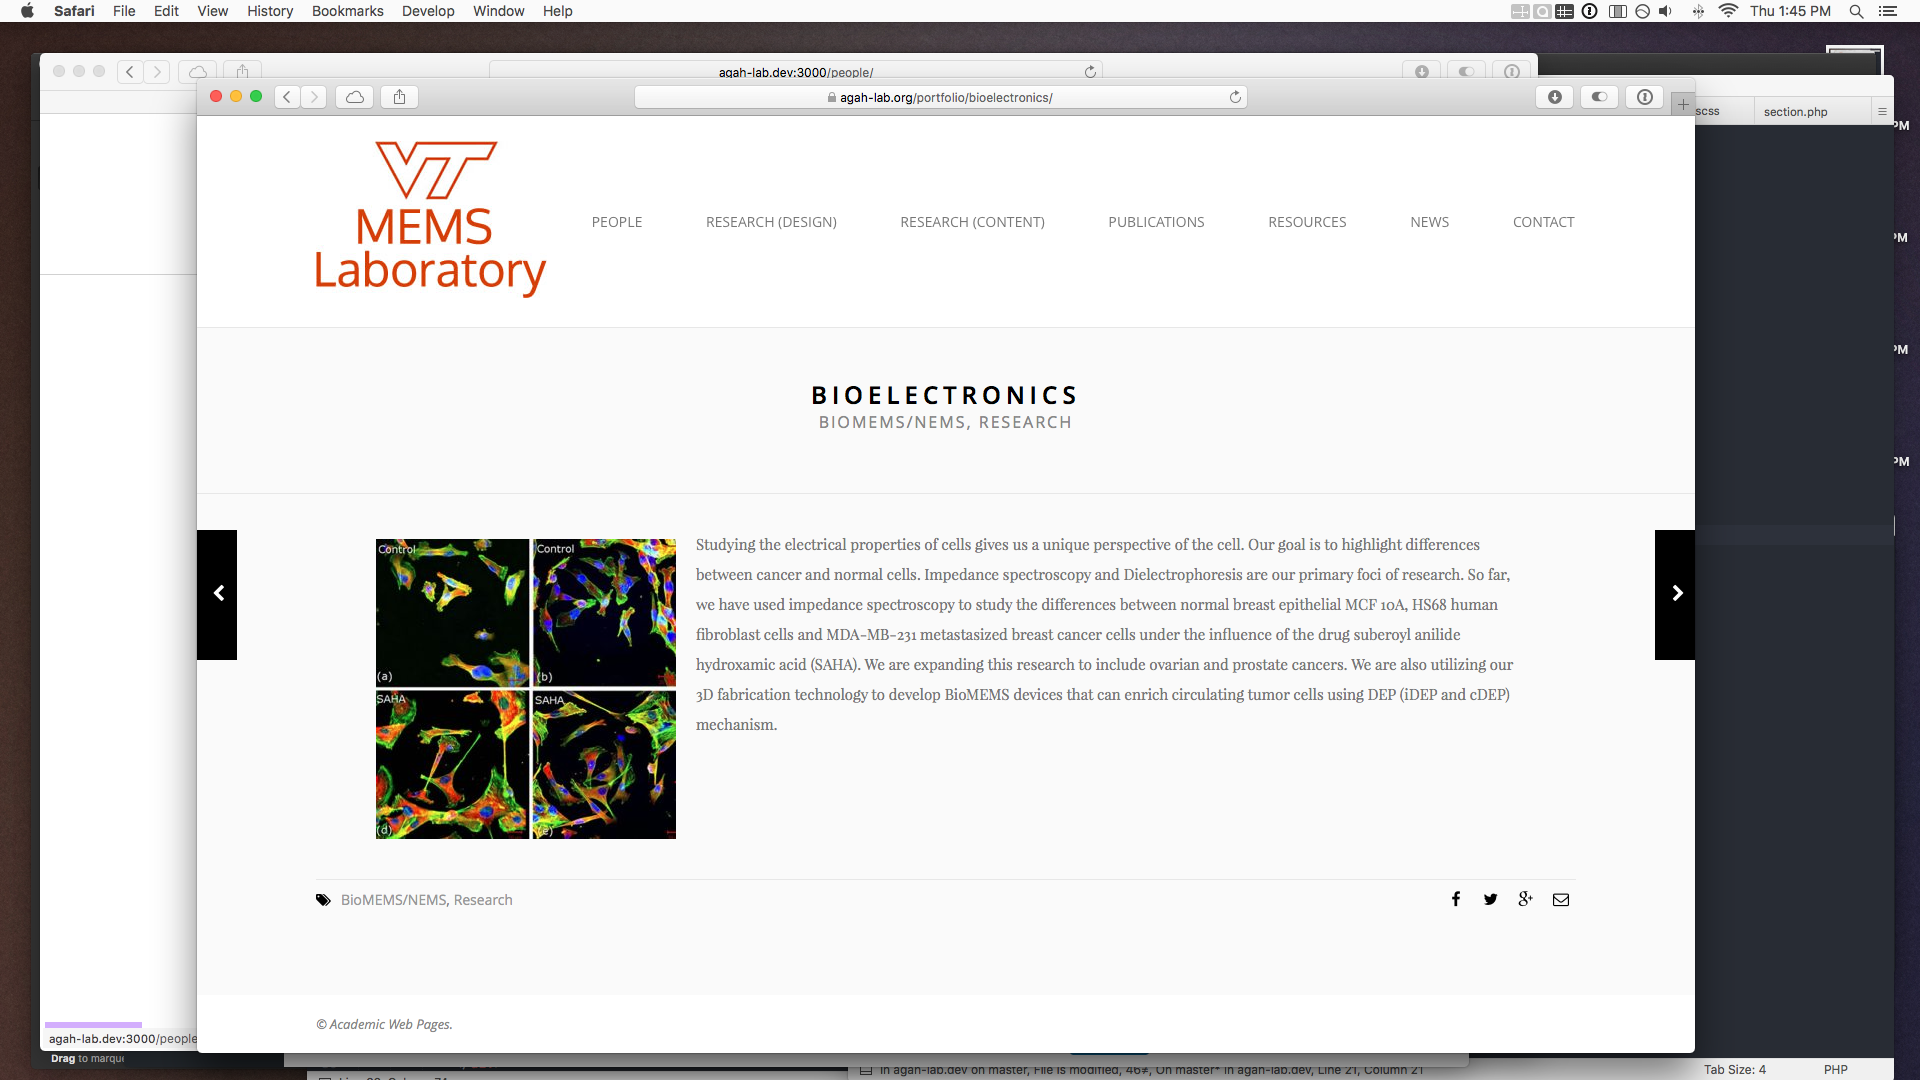 Safari File Edit View History Bookmarks Develop Window Help
Thu 1:45 PM
agah-lab.dev:3000/people/
agah-lab.org/portfolio/bioelectronics/
scss
section.php
PM
VT
MEMS
Laboratory
PEOPLE RESEARCH (DESIGN) RESEARCH (CONTENT) PUBLICATIONS RESOURCES NEWS CONTACT
PM
PM
BIOELECTRONICS
BIOMEMS/NEMS, RESEARCH
PM
Control
Control
(a)
(b)
SAHA
SAHA
(d)
(e)
Studying the electrical properties of cells gives us a unique perspective of the cell. Our goal is to highlight differences
between cancer and normal cells. Impedance spectroscopy and Dielectrophoresis are our primary foci of research. So far,
we have used impedance spectroscopy to study the differences between normal breast epithelial MCF 10A, HS68 human
fibroblast cells and MDA-MB-231 metastasized breast cancer cells under the influence of the drug suberoyl anilide
hydroxamic acid (SAHA). We are expanding this research to include ovarian and prostate cancers. We are also utilizing our
3D fabrication technology to develop BioMEMS devices that can enrich circulating tumor cells using DEP (iDEP and cDEP)
mechanism.
BioMEMS/NEMS, Research
© Academic Web Pages.
agah-lab.dev:3000/people
Drag to marqu
in agah-lab.dev on master, File is modified, 46≠, On master* in agah-lab.dev, Line 21, Column 21
Tab Size: 4
PHP